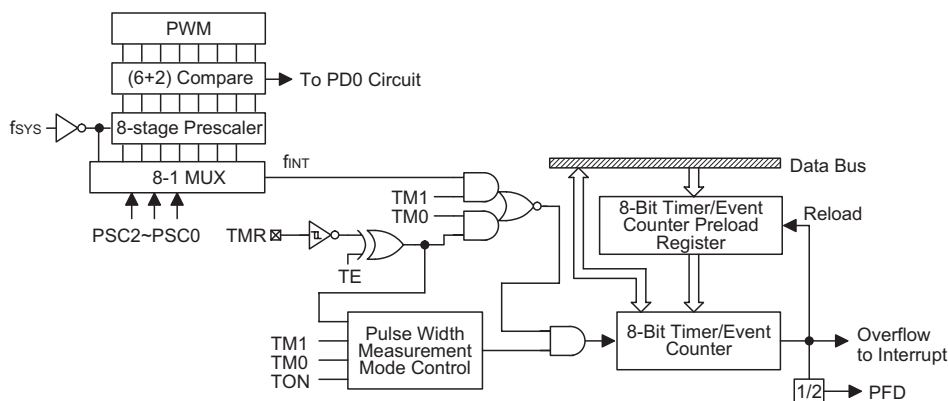 PWM
(6+2) Compare
To PD0 Circuit
fSYS
8-stage Prescaler
8-1 MUX
fINT
PSC2~PSC0
TMR
TE
TM1
TM0
Data Bus
8-Bit Timer/Event
Counter Preload
Register
Reload
TM1
TM0
TON
Pulse Width
Measurement
Mode Control
8-Bit Timer/Event
Counter
Overflow
to Interrupt
1/2
PFD